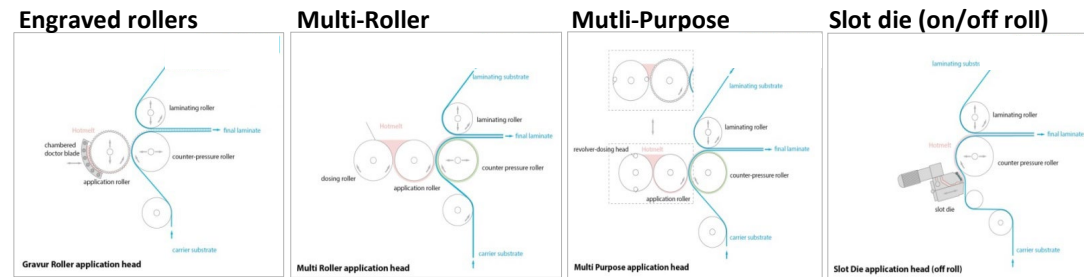 Engraved rollers
laminating roller
Hotmelt
chambered
doctor blade
final laminate
counter-pressure roller
application roller
carrier substrate
Gravur Roller application head
Multi-Roller
laminating substrate
laminating roller
Hotmelt
final laminate
counter pressure roller
dosing roller
application roller
carrier substrate
Multi Roller application head
Mutli-Purpose
laminating substrate
laminating roller
revolver-dosing head
Hotmelt
final laminate
counter-pressure roller
application roller
carrier substrate
Multi Purpose application head
Slot die (on/off roll)
laminating substo
laminating roller
final laminate
Hotmelt
counter-pressure roller
slot die
carrier substrate
Slot Die application head (off roll)